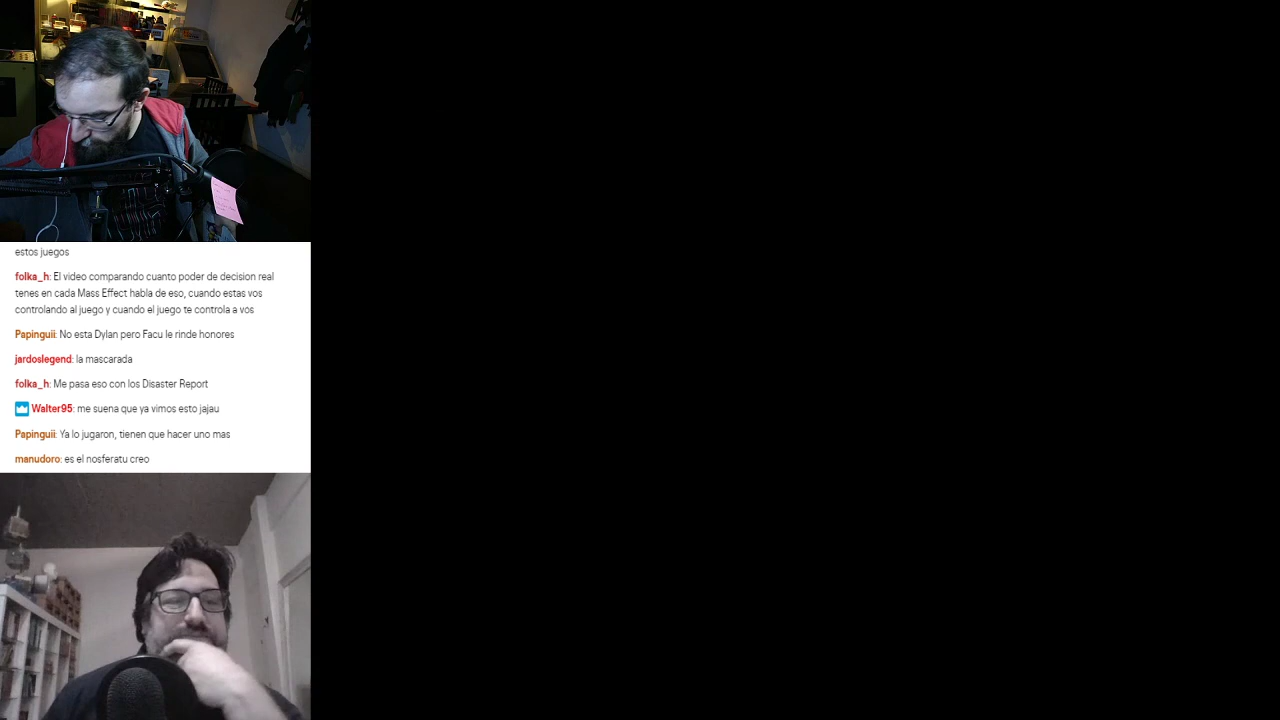 estos juegos
folka_h: El video comparando cuanto poder de decision real
tenes en cada Mass Effect habla de eso, cuando estas vos
controlando al juego y cuando el juego te controla a vos
Papinguii: No esta Dylan pero Facu le rinde honores
jardoslegend: la mascarada
folka_h: Me pasa eso con los Disaster Report
Walter95: me suena que ya vimos esto jajau
Papinguii: Ya lo jugaron, tienen que hacer uno mas
manudoro: es el nosferatu creo